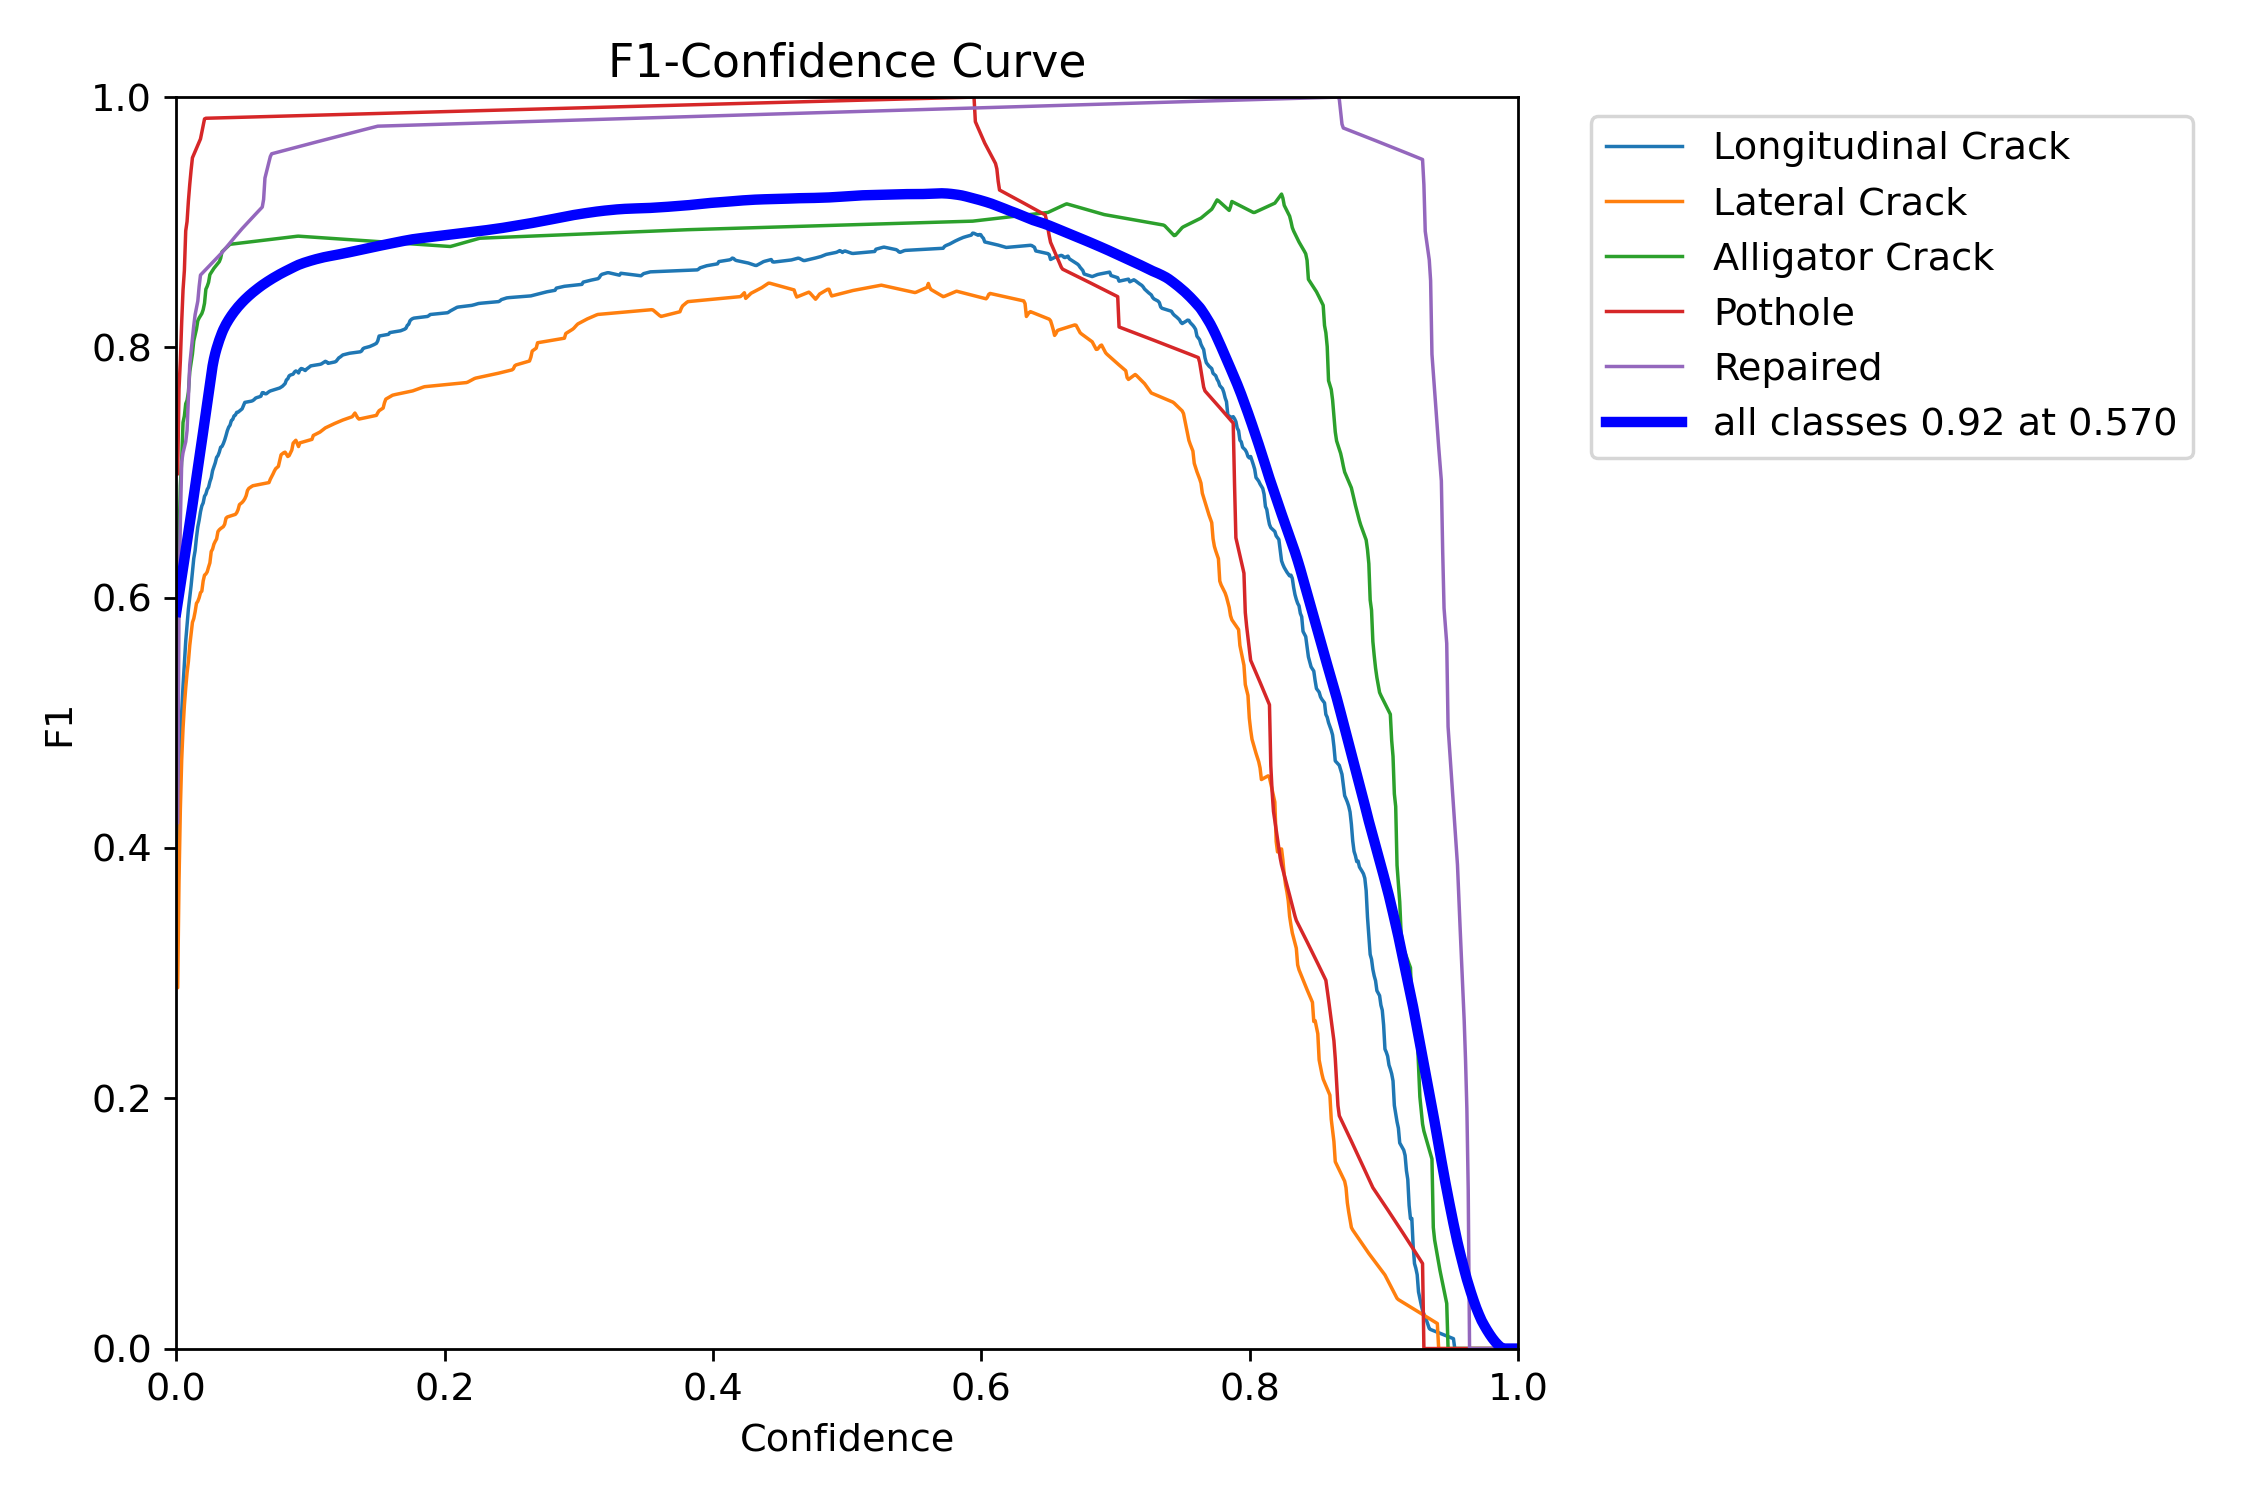 F1-Confidence Curve
1.0
0.8
0.6
0.4
0.2
0.0
F1
0.0 0.2 0.4 0.6 0.8 1.0
Confidence
Longitudinal Crack
Lateral Crack
Alligator Crack
Pothole
Repaired
all classes 0.92 at 0.570